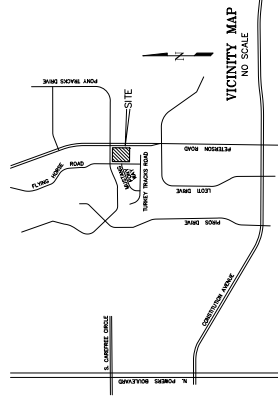 PONY TRACKS DRIVE
N
VICINITY MAP
NO SCALE
SITE
FLYING HORSE ROAD
WAY
TURKEY TRACKS ROAD
PETERSON ROAD
LEOTI DRIVE
PIROS DRIVE
CONSTITUTION AVENUE
S. CAREFREE CIRCLE
N. POWERS BOULEVARD